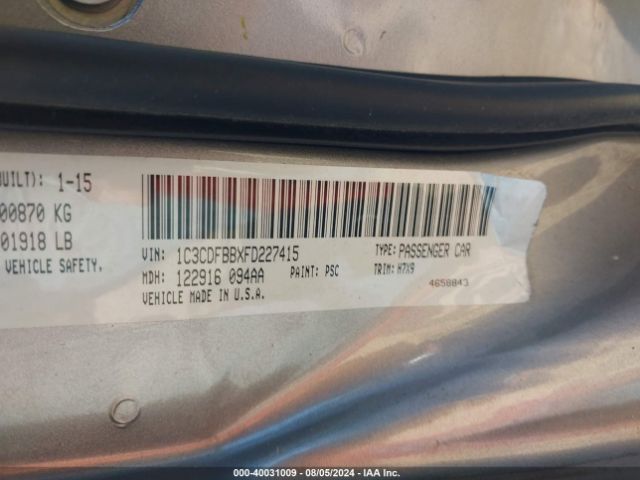 BUILT): 1-15
00870 KG
01918 LB
VEHICLE SAFETY.
VIN: 1C3CDFBBXFD227415
TYPE: PASSENGER CAR
MDH: 122916 094AA
PAINT: PSC
TRIM: H7X9
VEHICLE MADE IN U.S.A.
4658843
000-40031009 - 08/05/2024 - IAA Inc.